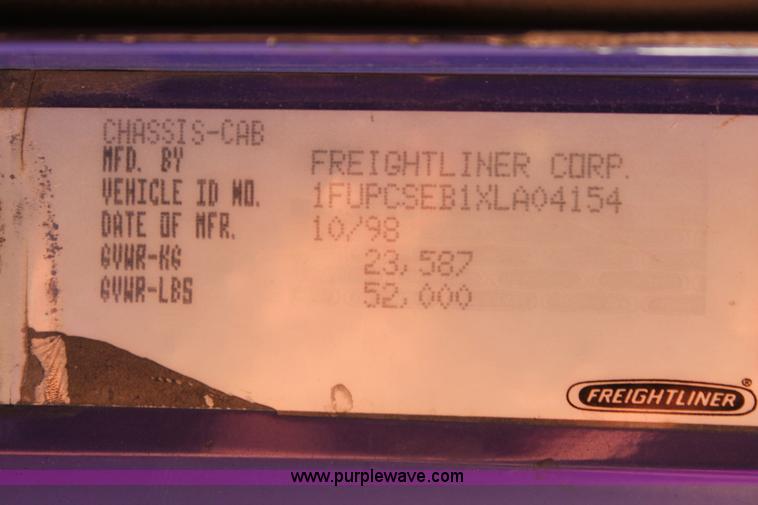 CHASSIS-CAB
MFD. BY FREIGHTLINER CORP.
VEHICLE ID NO. 1FUPCSEB1XLA04154
DATE OF MFR. 10/98
GVWR-KG 23,587
GVWR-LBS 52,000
FREIGHTLINER®
www.purplewave.com